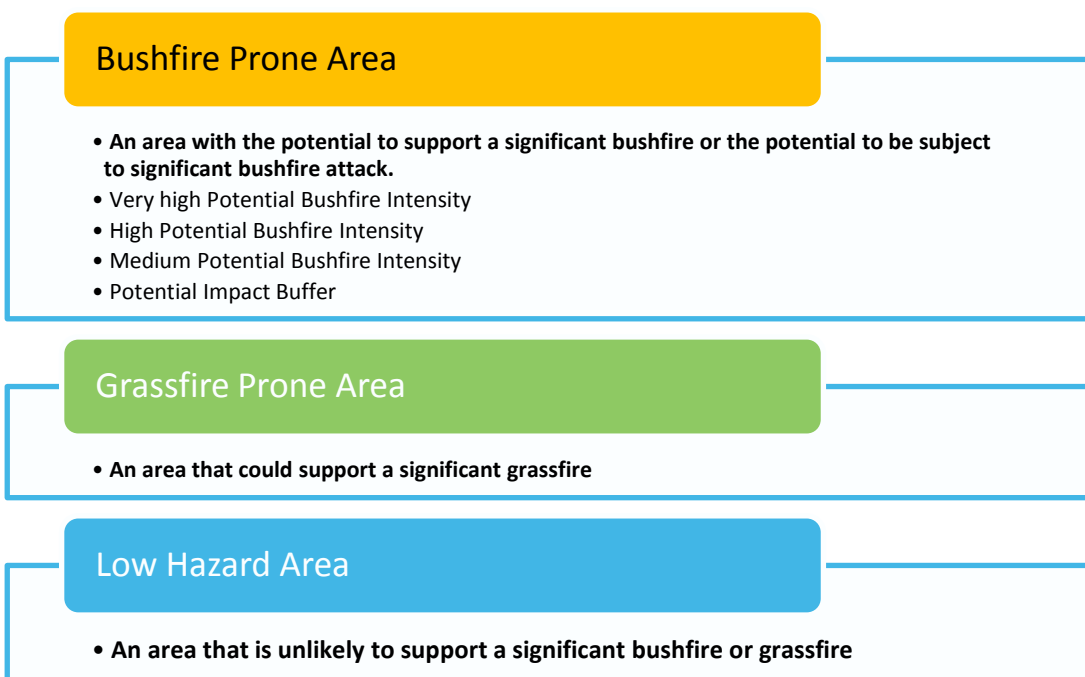 Bushfire Prone Area
• An area with the potential to support a significant bushfire or the potential to be subject
to significant bushfire attack.
• Very high Potential Bushfire Intensity
• High Potential Bushfire Intensity
• Medium Potential Bushfire Intensity
• Potential Impact Buffer
Grassfire Prone Area
• An area that could support a significant grassfire
Low Hazard Area
• An area that is unlikely to support a significant bushfire or grassfire